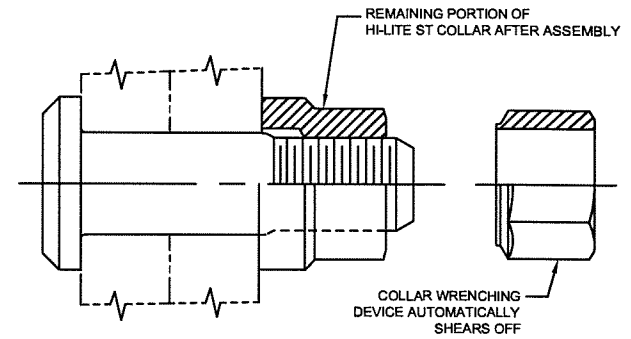 REMAINING PORTION OF
HI-LITE ST COLLAR AFTER ASSEMBLY
COLLAR WRENCHING
DEVICE AUTOMATICALLY
SHEARS OFF